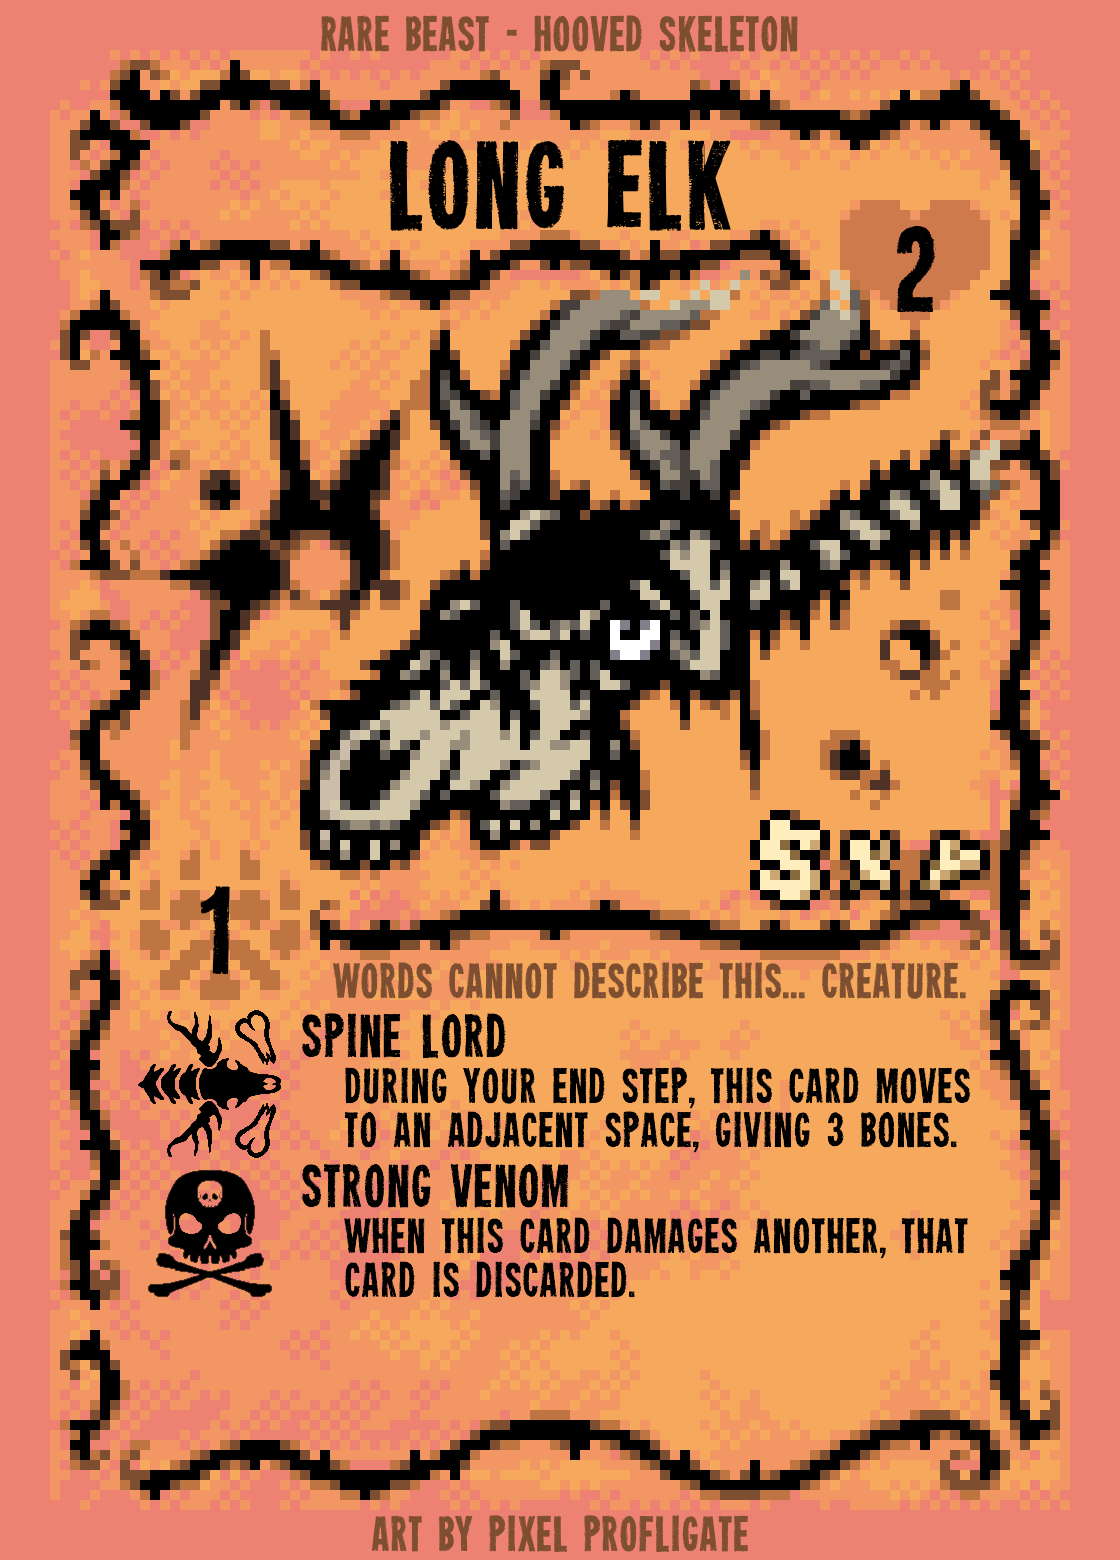 RARE BEAST - HOOVED SKELETON
LONG ELK
2
5 X
1
WORDS CANNOT DESCRIBE THIS... CREATURE.
SPINE LORD
DURING YOUR END STEP, THIS CARD MOVES
TO AN ADJACENT SPACE, GIVING 3 BONES.
STRONG VENOM
WHEN THIS CARD DAMAGES ANOTHER, THAT
CARD IS DISCARDED.
ART BY PIXEL PROFLIGATE